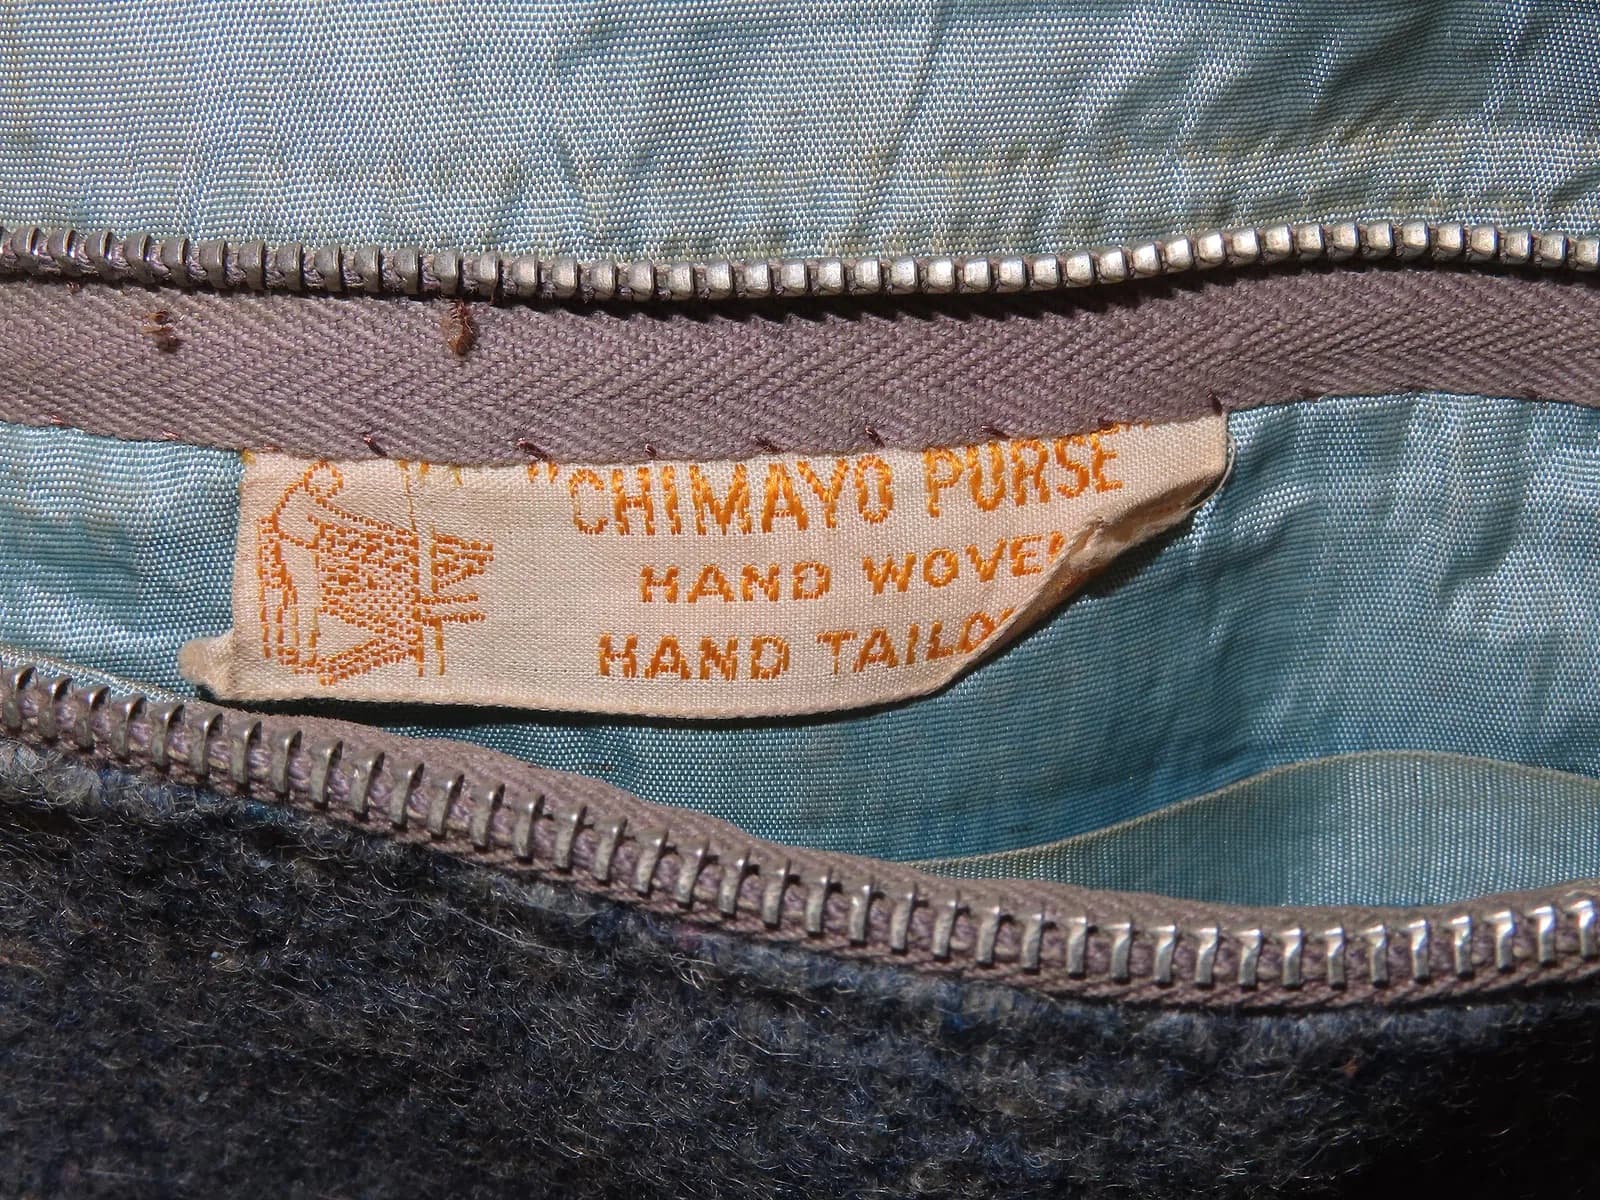 "CHIMAYO PURSE"
HAND WOVEN
HAND TAILO